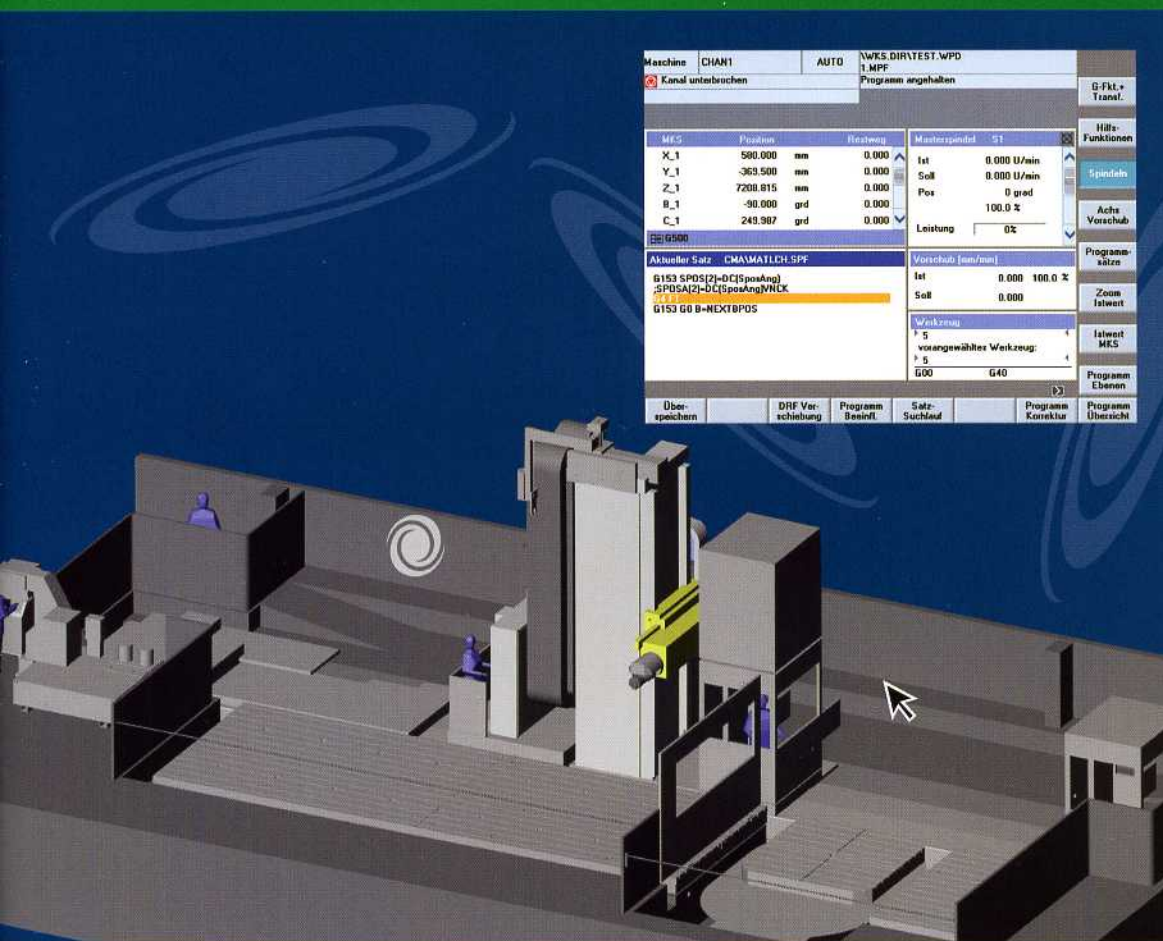 Maschine CHAN1 AUTO \WKS.DIR\TEST.WPD
1.MPF
Kanal unterbrochen Programm angehalten
G-Fkt.+
Transf.
Hilfs-
Funktionen
Spindeln
Achs
Vorschub
Programm-
sätze
Zoom
Istwert
Istwert
MKS
Programm
Ebenen
MKS Position Restweg
X_1 580.000 mm 0.000
Y_1 -369.500 mm 0.000
Z_1 7208.815 mm 0.000
B_1 -90.000 grd 0.000
C_1 249.987 grd 0.000
G500
Masterspindel S1
Ist 0.000 U/min
Soll 0.000 U/min
Pos 0 grad
100.0 %
Leistung 0%
Aktueller Satz CMA\MATLCH.SPF
G153 SPOS[2]=DC(SposAng)
;SPOSA[2]=DC(SposAng)VNCK
G4 F1
G153 G0 B=NEXTBPOS
Vorschub [mm/min]
Ist 0.000 100.0 %
Soll 0.000
Werkzeug
5
vorangewähltes Werkzeug:
5
G00 G40
Über-
speichern
DRF Ver-
schiebung
Programm
Beeinfl.
Satz-
Suchlauf
Programm
Korrektur
Programm
Übersicht